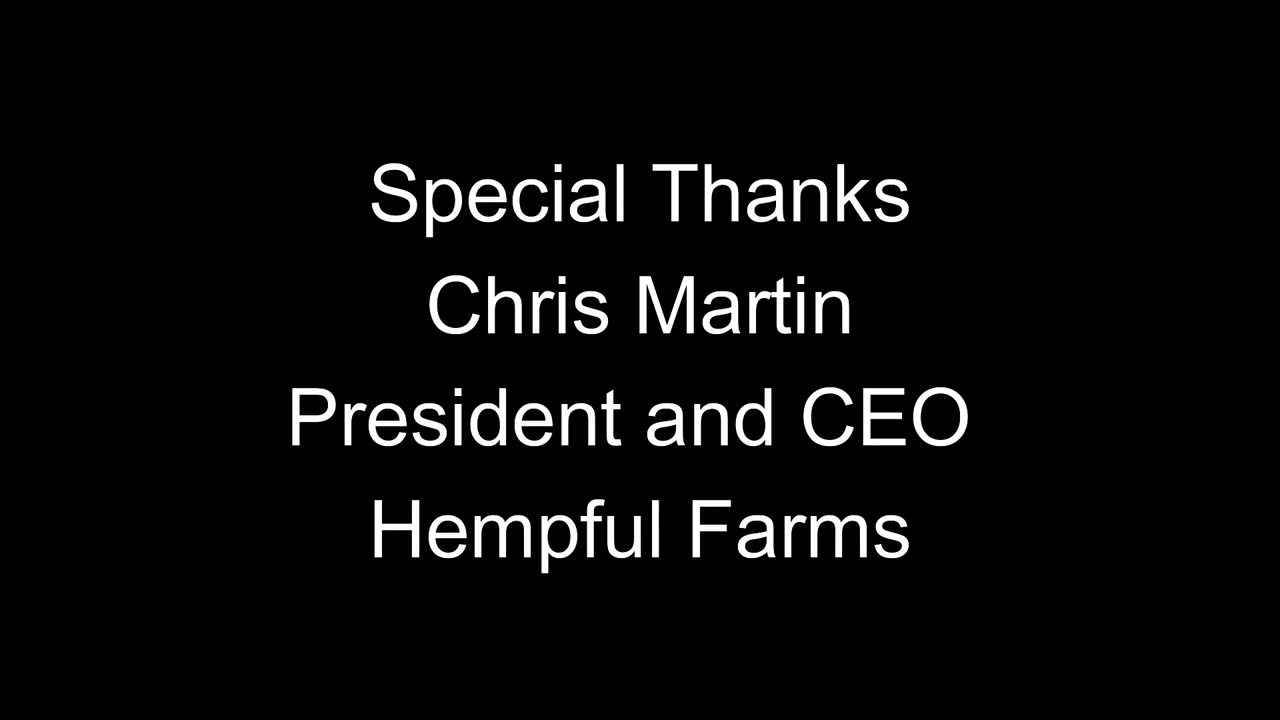 Special Thanks
Chris Martin
President and CEO
Hempful Farms